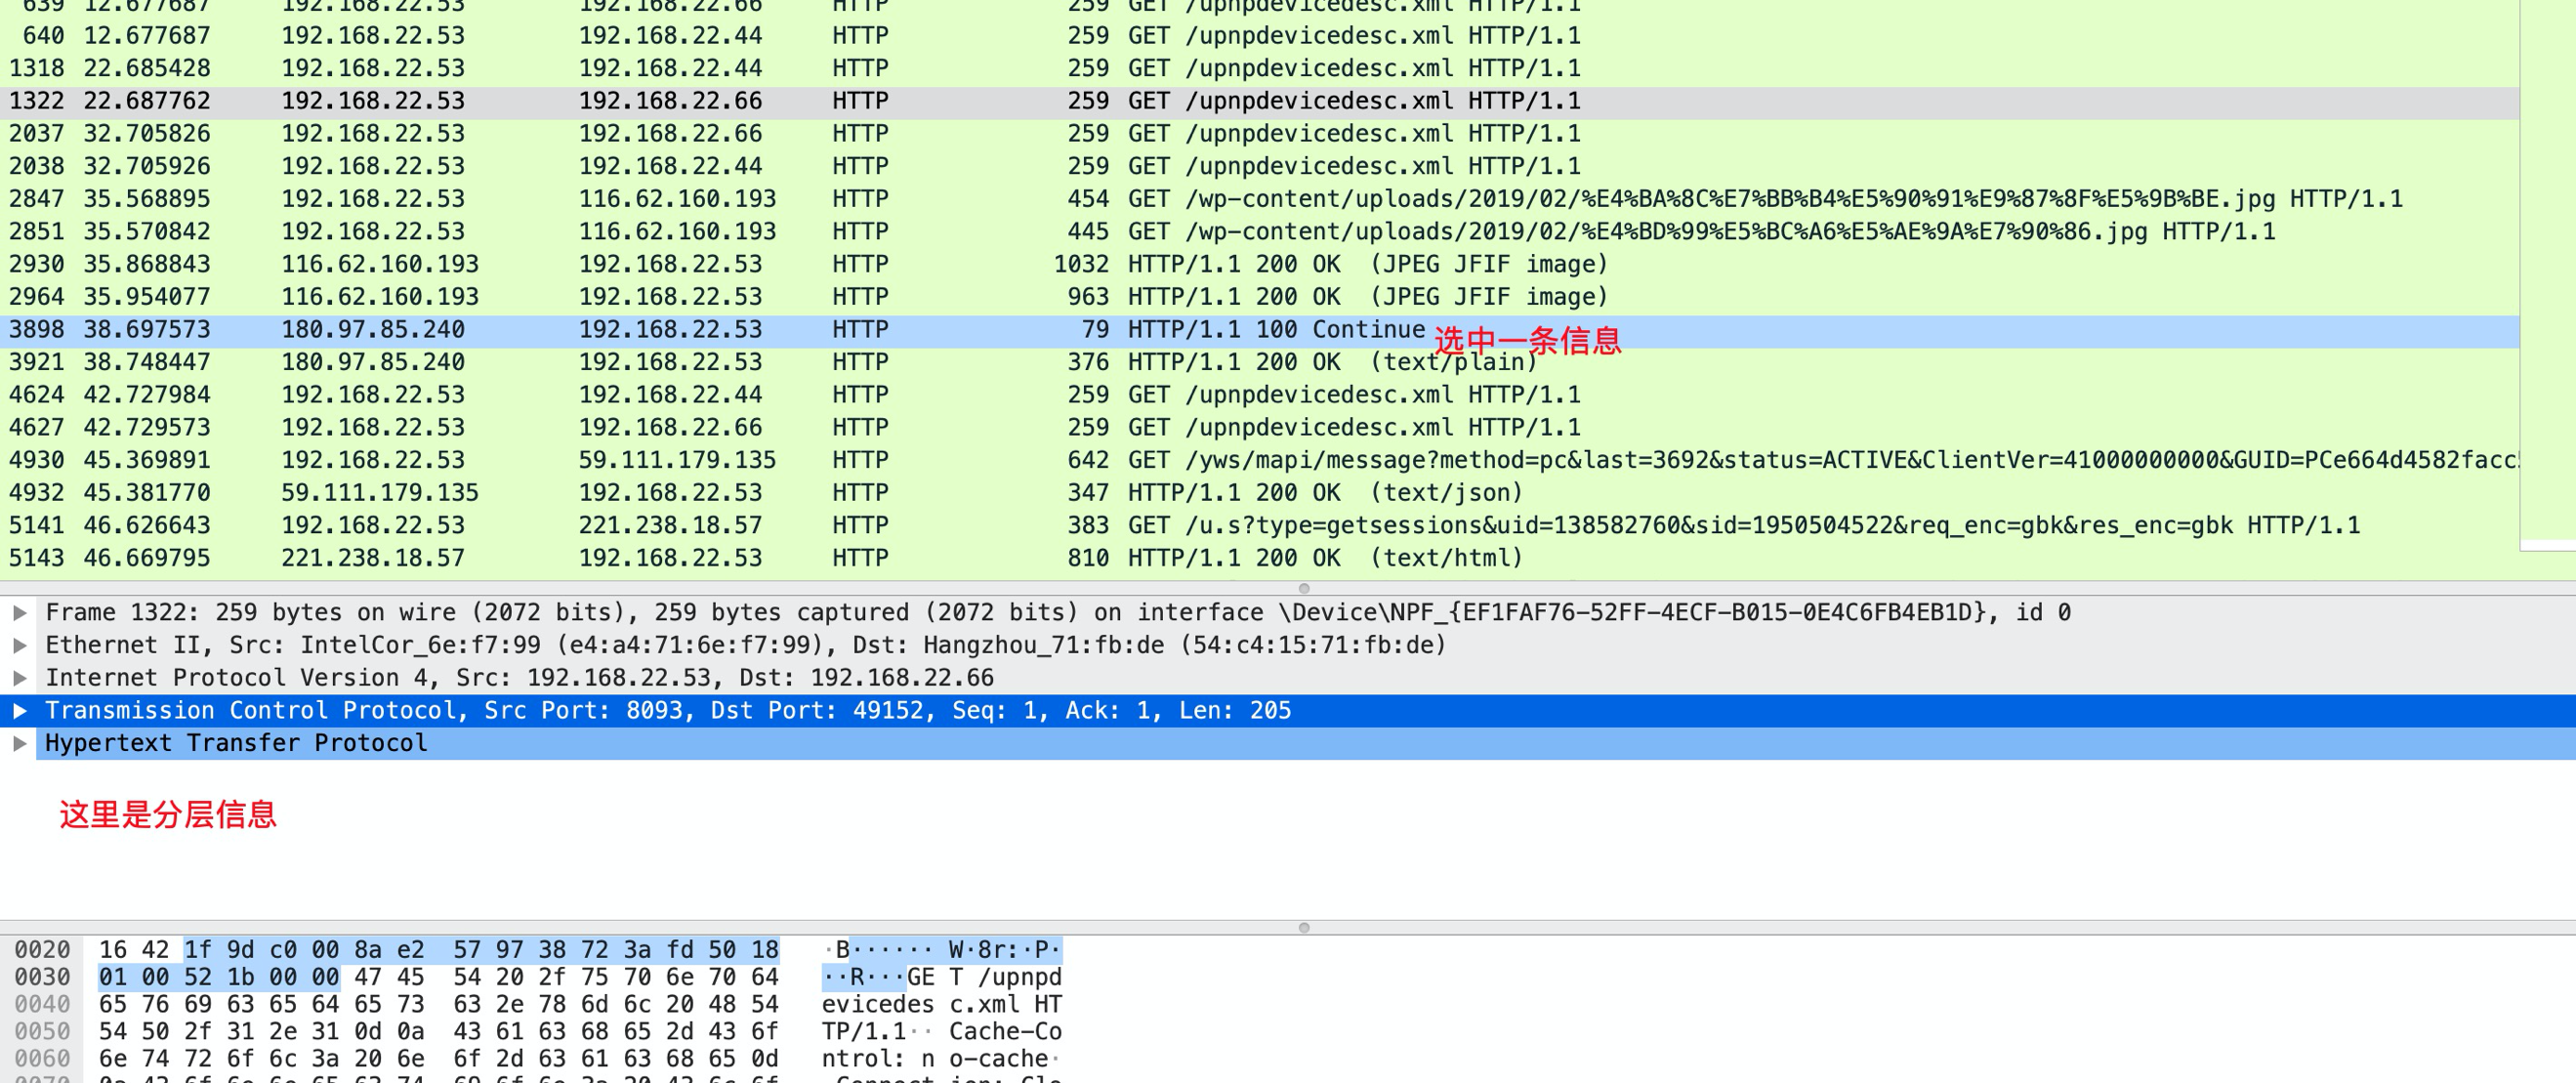 639 12.677687 192.168.22.53 192.168.22.66 HTTP 259 GET /upnpdevicedesc.xml HTTP/1.1
640 12.677687 192.168.22.53 192.168.22.44 HTTP 259 GET /upnpdevicedesc.xml HTTP/1.1
1318 22.685428 192.168.22.53 192.168.22.44 HTTP 259 GET /upnpdevicedesc.xml HTTP/1.1
1322 22.687762 192.168.22.53 192.168.22.66 HTTP 259 GET /upnpdevicedesc.xml HTTP/1.1
2037 32.705826 192.168.22.53 192.168.22.66 HTTP 259 GET /upnpdevicedesc.xml HTTP/1.1
2038 32.705926 192.168.22.53 192.168.22.44 HTTP 259 GET /upnpdevicedesc.xml HTTP/1.1
2847 35.568895 192.168.22.53 116.62.160.193 HTTP 454 GET /wp-content/uploads/2019/02/%E4%BA%8C%E7%BB%B4%E5%90%91%E9%87%8F%E5%9B%BE.jpg HTTP/1.1
2851 35.570842 192.168.22.53 116.62.160.193 HTTP 445 GET /wp-content/uploads/2019/02/%E4%BD%99%E5%BC%A6%E5%AE%9A%E7%90%86.jpg HTTP/1.1
2930 35.868843 116.62.160.193 192.168.22.53 HTTP 1032 HTTP/1.1 200 OK (JPEG JFIF image)
2964 35.954077 116.62.160.193 192.168.22.53 HTTP 963 HTTP/1.1 200 OK (JPEG JFIF image)
3898 38.697573 180.97.85.240 192.168.22.53 HTTP 79 HTTP/1.1 100 Continue
选中一条信息
3921 38.748447 180.97.85.240 192.168.22.53 HTTP 376 HTTP/1.1 200 OK (text/plain)
4624 42.727984 192.168.22.53 192.168.22.44 HTTP 259 GET /upnpdevicedesc.xml HTTP/1.1
4627 42.729573 192.168.22.53 192.168.22.66 HTTP 259 GET /upnpdevicedesc.xml HTTP/1.1
4930 45.369891 192.168.22.53 59.111.179.135 HTTP 642 GET /yws/mapi/message?method=pc&last=3692&status=ACTIVE&ClientVer=41000000000&GUID=PCe664d4582facc
4932 45.381770 59.111.179.135 192.168.22.53 HTTP 347 HTTP/1.1 200 OK (text/json)
5141 46.626643 192.168.22.53 221.238.18.57 HTTP 383 GET /u.s?type=getsessions&uid=138582760&sid=1950504522&req_enc=gbk&res_enc=gbk HTTP/1.1
5143 46.669795 221.238.18.57 192.168.22.53 HTTP 810 HTTP/1.1 200 OK (text/html)
Frame 1322: 259 bytes on wire (2072 bits), 259 bytes captured (2072 bits) on interface \Device\NPF_{EF1FAF76-52FF-4ECF-B015-0E4C6FB4EB1D}, id 0
Ethernet II, Src: IntelCor_6e:f7:99 (e4:a4:71:6e:f7:99), Dst: Hangzhou_71:fb:de (54:c4:15:71:fb:de)
Internet Protocol Version 4, Src: 192.168.22.53, Dst: 192.168.22.66
Transmission Control Protocol, Src Port: 8093, Dst Port: 49152, Seq: 1, Ack: 1, Len: 205
Hypertext Transfer Protocol
这里是分层信息
0020 16 42 1f 9d c0 00 8a e2 57 97 38 72 3a fd 50 18 ·B······ W·8r:·P·
0030 01 00 52 1b 00 00 47 45 54 20 2f 75 70 6e 70 64 ··R···GE T /upnpd
0040 65 76 69 63 65 64 65 73 63 2e 78 6d 6c 20 48 54 evicedes c.xml HT
0050 54 50 2f 31 2e 31 0d 0a 43 61 63 68 65 2d 43 6f TP/1.1·· Cache-Co
0060 6e 74 72 6f 6c 3a 20 6e 6f 2d 63 61 63 68 65 0d ntrol: n o-cache·